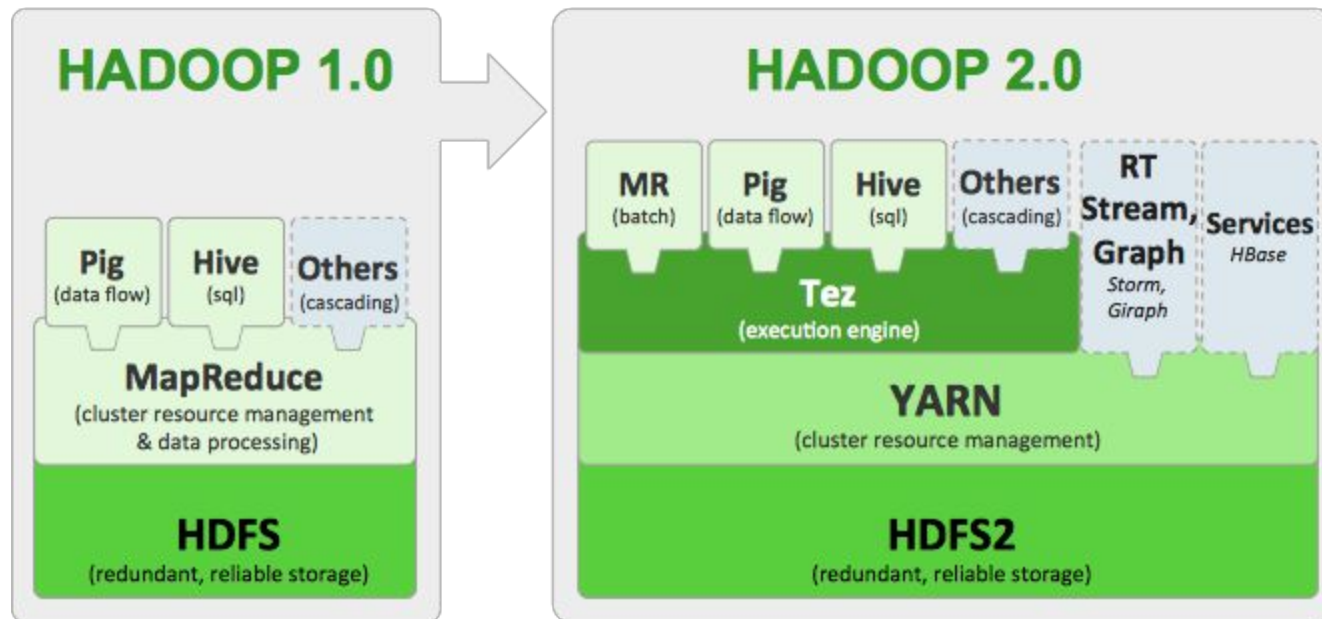 HADOOP 1.0
Pig
(data flow)
Hive
(sql)
Others
(cascading)
MapReduce
(cluster resource management
& data processing)
HDFS
(redundant, reliable storage)
HADOOP 2.0
MR
(batch)
Pig
(data flow)
Hive
(sql)
Others
(cascading)
RT
Stream,
Graph
Storm,
Giraph
Services
HBase
Tez
(execution engine)
YARN
(cluster resource management)
HDFS2
(redundant, reliable storage)